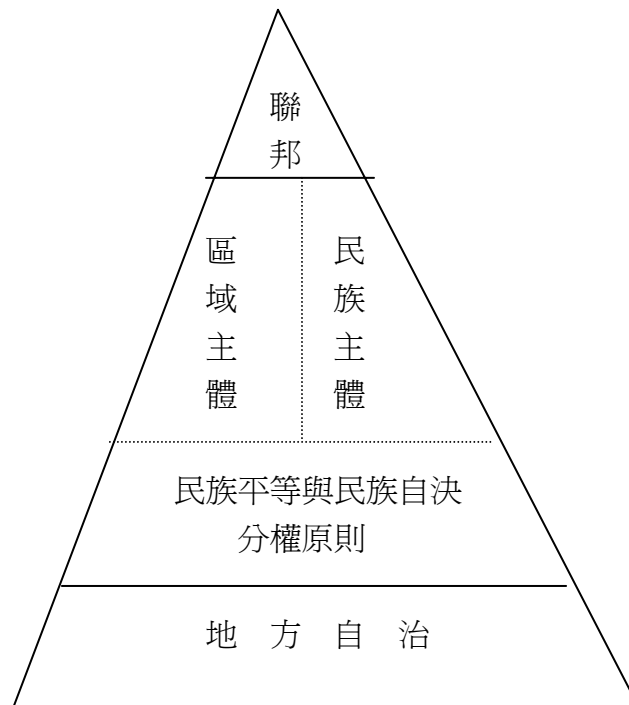 聯邦
區域主體
民族主體
民族平等與民族自決
分權原則
地方自治